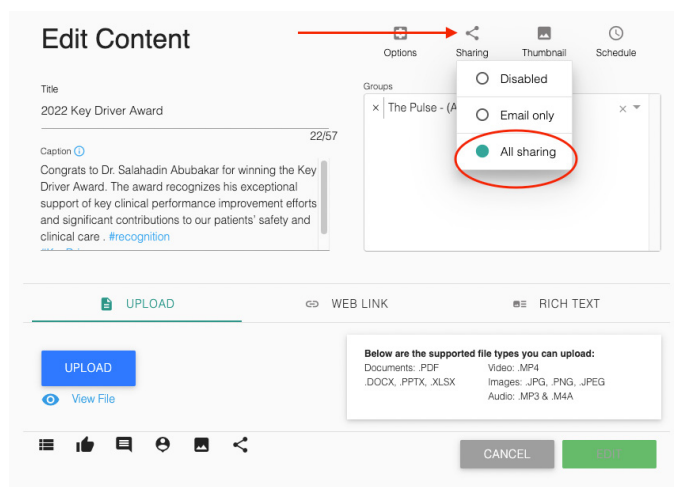 Edit Content
Options Sharing Thumbnail Schedule
Disabled
Email only
All sharing
Title
2022 Key Driver Award
22/57
Groups
× The Pulse - (A
Caption
Congrats to Dr. Salahadin Abubakar for winning the Key
Driver Award. The award recognizes his exceptional
support of key clinical performance improvement efforts
and significant contributions to our patients' safety and
clinical care . #recognition
UPLOAD
WEB LINK
RICH TEXT
UPLOAD
View File
Below are the supported file types you can upload:
Documents: .PDF
.DOCX, .PPTX, .XLSX
Video: .MP4
Images: .JPG, .PNG, .JPEG
Audio: .MP3 & .M4A
CANCEL
EDIT